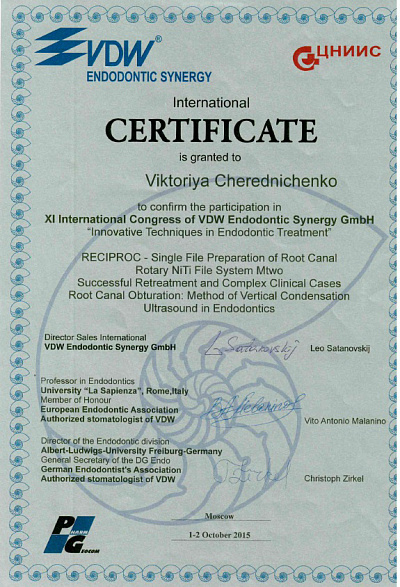 VDW®
ENDODONTIC SYNERGY
ЦНИИС
International
CERTIFICATE
is granted to
Viktoriya Cherednichenko
to confirm the participation in
XI International Congress of VDW Endodontic Synergy GmbH
“Innovative Techniques in Endodontic Treatment”
RECIPROC - Single File Preparation of Root Canal
Rotary NiTi File System Mtwo
Successful Retreatment and Complex Clinical Cases
Root Canal Obturation: Method of Vertical Condensation
Ultrasound in Endodontics
Director Sales International
VDW Endodontic Synergy GmbH
Leo Satanovskij
Professor in Endodontics
University “La Sapienza”, Rome,Italy
Member of Honour
European Endodontic Association
Authorized stomatologist of VDW
Vito Antonio Malanino
Director of the Endodontic division
Albert-Ludwigs-University Freiburg-Germany
General Secretary of the DG Endo
German Endodontist's Association
Authorized stomatologist of VDW
Christoph Zirkel
Moscow
1-2 October 2015
PHARM
GEOCOM